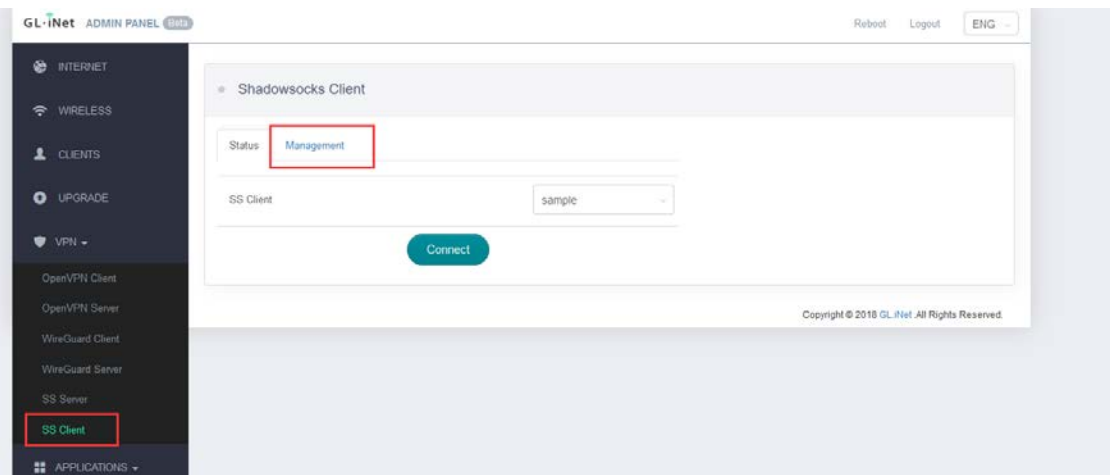 GL·iNet ADMIN PANEL Beta
Reboot Logout ENG
INTERNET
WIRELESS
CLIENTS
UPGRADE
VPN
OpenVPN Client
OpenVPN Server
WireGuard Client
WireGuard Server
SS Server
SS Client
APPLICATIONS
Shadowsocks Client
Status Management
SS Client sample
Connect
Copyright © 2018 GL.iNet .All Rights Reserved.